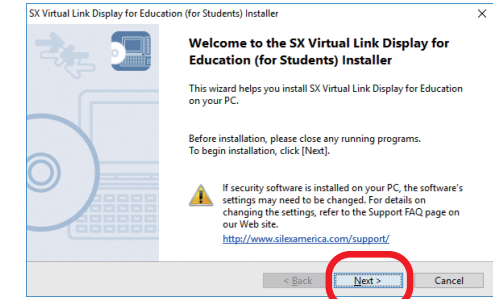 SX Virtual Link Display for Education (for Students) Installer
Welcome to the SX Virtual Link Display for
Education (for Students) Installer
This wizard helps you install SX Virtual Link Display for Education
on your PC.
Before installation, please close any running programs.
To begin installation, click [Next].
If security software is installed on your PC, the software's
settings may need to be changed. For details on
changing the settings, refer to the Support FAQ page on
our Web site.
http://www.silexamerica.com/support/
< Back Next > Cancel